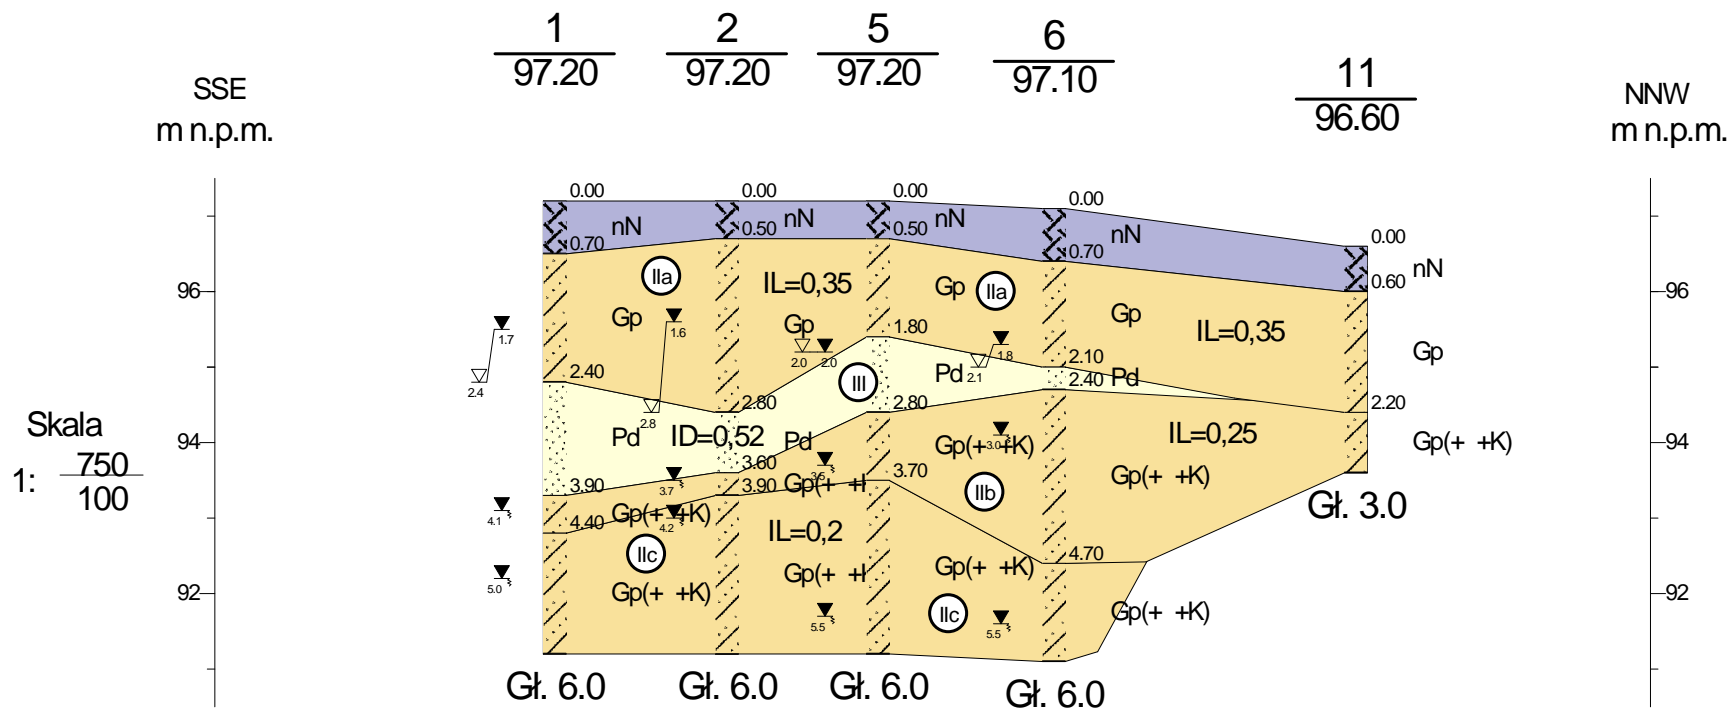 1
97.20
2
97.20
5
97.20
6
97.10
11
96.60
SSE
m n.p.m.
NNW
m n.p.m.
0.00
0.00
0.00
0.00
0.00
nN
nN
nN
nN
nN
0.70
0.50
0.50
0.70
0.60
96
IIa
IL=0,35
Gp
IIa
96
Gp
1.6
Gp
1.80
Gp
IL=0,35
1.7
2.0
2.0
1.8
2.10
Gp
2.4
2.40
III
Pd
2.1
2.40
Pd
2.80
2.80
2.80
2.20
2.8
Skala
1:
750
100
94
Pd
ID=0,52
Pd
Gp(+ +K)
3.0
IL=0,25
94
Gp(+ +K)
3.60
3.70
Gp(+ +K)
3.90
3.7
3.90
Gp(+ +
3.5
IIb
Gł. 3.0
4.1
4.40
Gp(+ +K)
4.2
IL=0,2
4.70
IIc
Gp(+ +
Gp(+ +K)
5.0
92
Gp(+ +K)
92
5.5
IIc
5.5
Gp(+ +K)
Gł. 6.0
Gł. 6.0
Gł. 6.0
Gł. 6.0